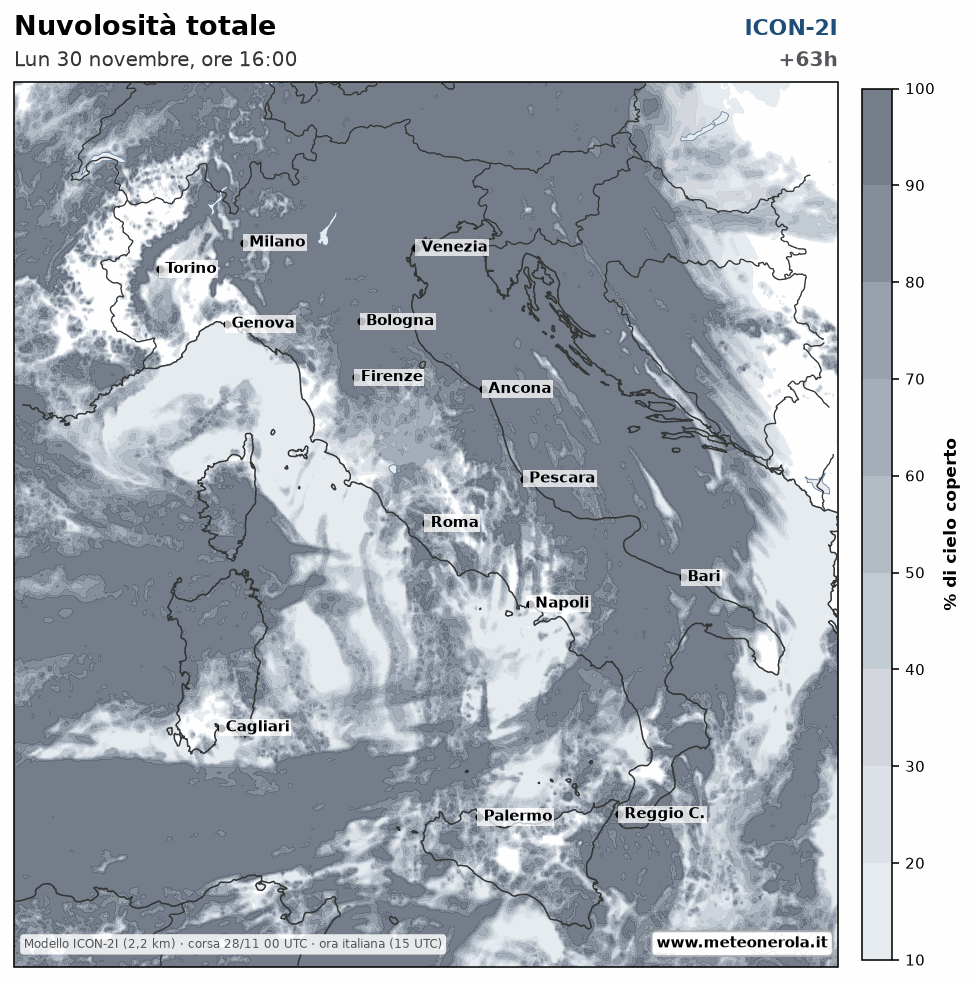 Nuvolosità totale
ICON-2I
Lun 30 novembre, ore 16:00
+63h
100
90
80
70
60
50
40
30
20
10
% di cielo coperto
Milano
Venezia
Torino
Genova
Bologna
Firenze
Ancona
Pescara
Roma
Bari
Napoli
Cagliari
Palermo
Reggio C.
Modello ICON-2I (2,2 km) · corsa 28/11 00 UTC · ora italiana (15 UTC)
www.meteonerola.it